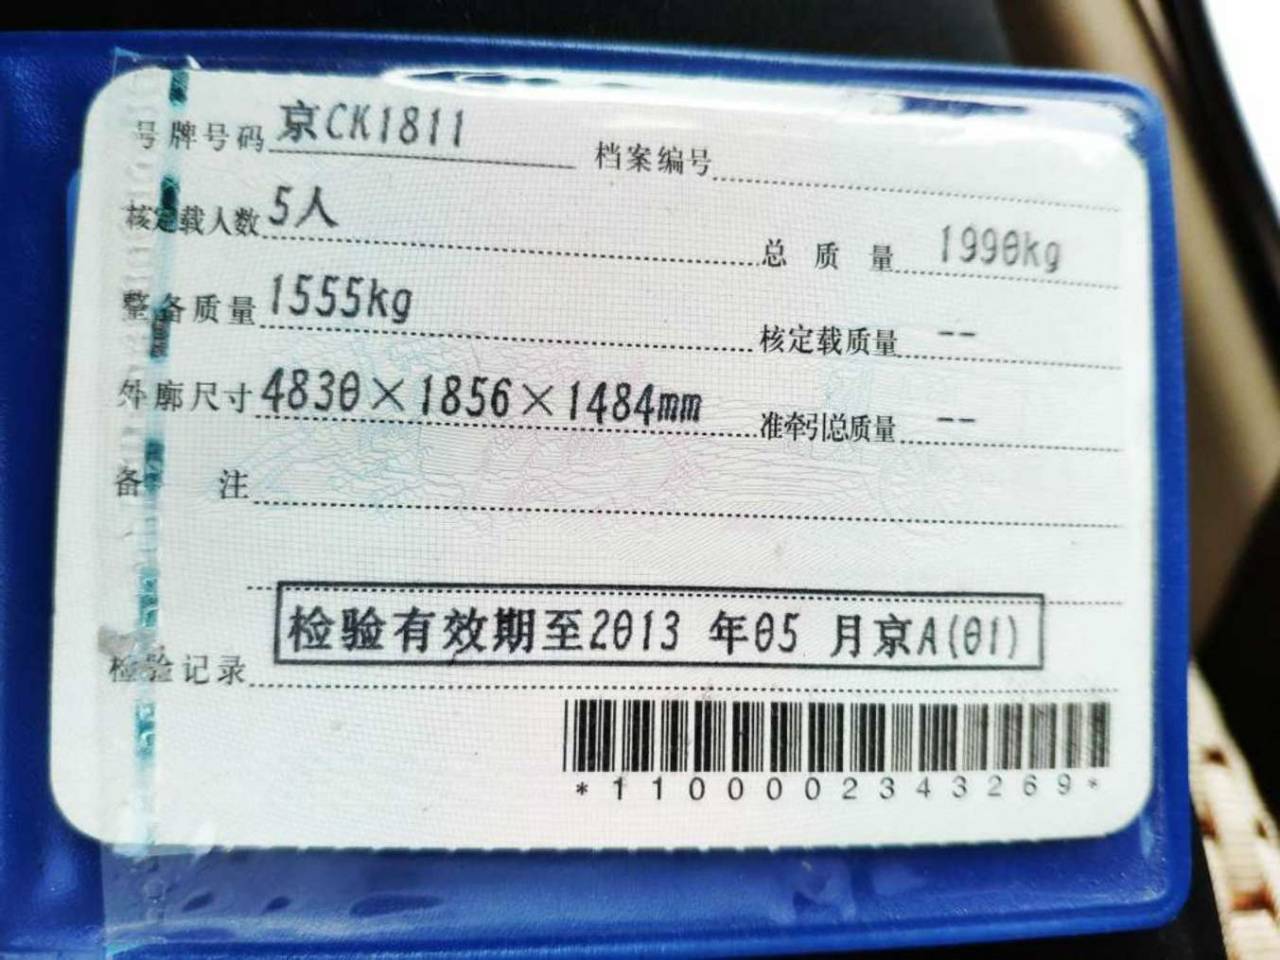 号牌号码 京CK1811 档案编号
核定载人数 5人 总质量 1990kg
整备质量 1555kg 核定载质量 --
外廓尺寸 4830×1856×1484mm 准牵引总质量 --
备注
检验有效期至2013 年05 月京A(01)
检验记录
*1100002343269*